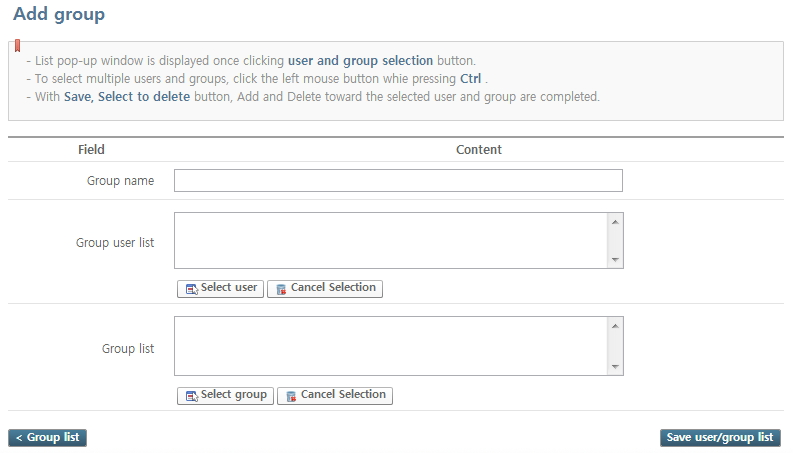 Add group
- List pop-up window is displayed once clicking user and group selection button.
- To select multiple users and groups, click the left mouse button whie pressing Ctrl .
- With Save, Select to delete button, Add and Delete toward the selected user and group are completed.
Field Content
Group name
Group user list
Select user Cancel Selection
Group list
Select group Cancel Selection
< Group list Save user/group list